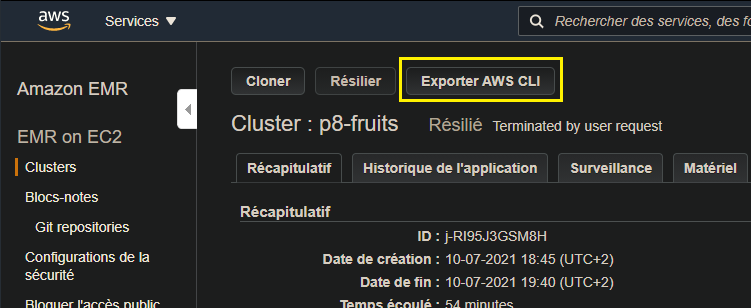 aws
Services
Rechercher des services, des fo
Amazon EMR
EMR on EC2
Clusters
Blocs-notes
Git repositories
Configurations de la
sécurité
Bloquer l'accès public
Cloner
Résilier
Exporter AWS CLI
Cluster : p8-fruits Résilié Terminated by user request
Récapitulatif
Historique de l'application
Surveillance
Matériel
Récapitulatif
ID : j-RI95J3GSM8H
Date de création : 10-07-2021 18:45 (UTC+2)
Date de fin : 10-07-2021 19:40 (UTC+2)
Temps écoulé : 54 minutes